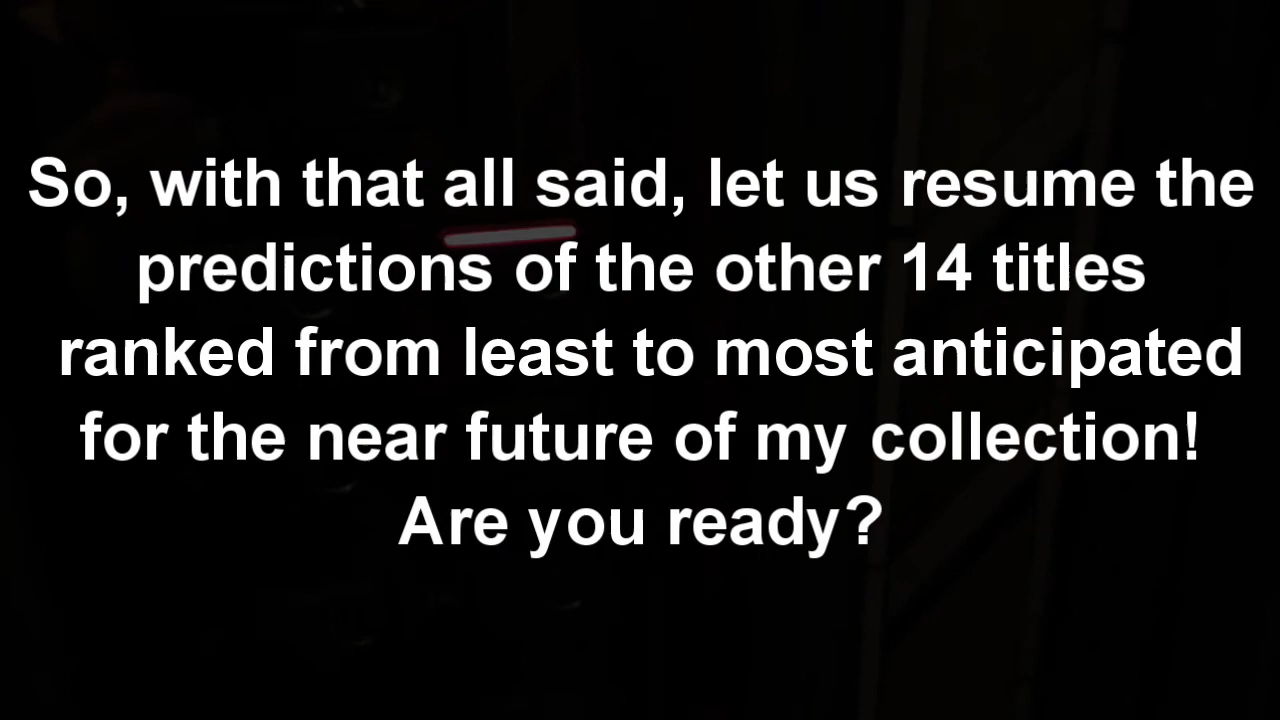 So, with that all said, let us resume the
predictions of the other 14 titles
ranked from least to most anticipated
for the near future of my collection!
Are you ready?